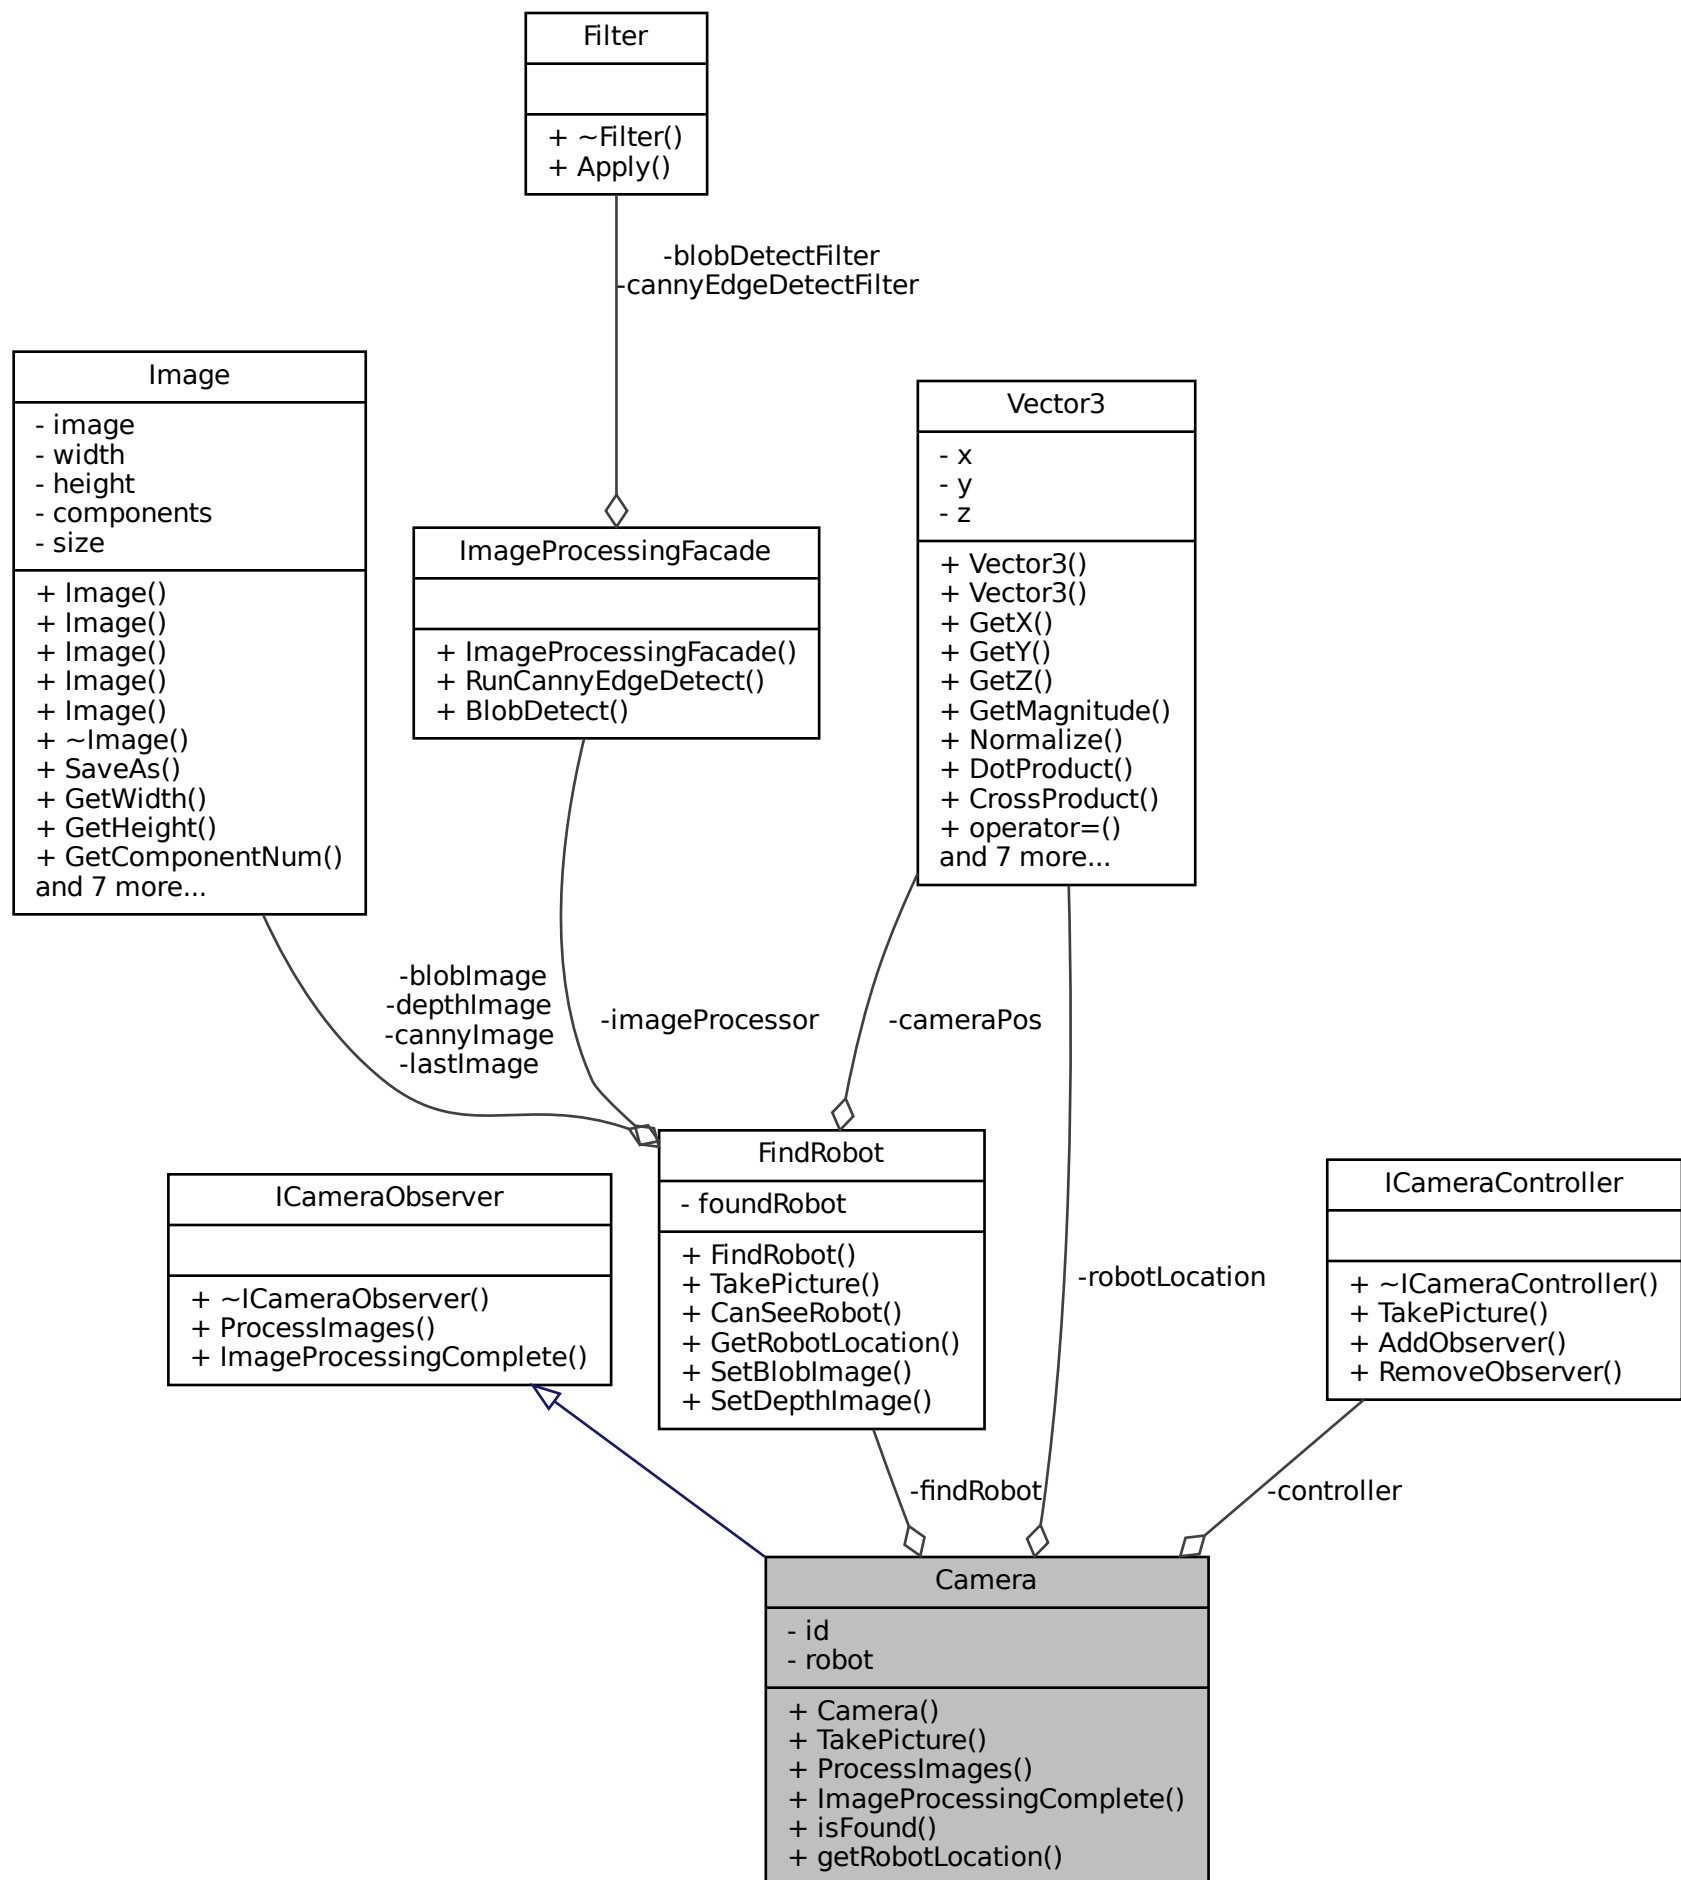 Filter
+ ~Filter()
+ Apply()
-blobDetectFilter
-cannyEdgeDetectFilter
Image
- image
- width
- height
- components
- size
+ Image()
+ Image()
+ Image()
+ Image()
+ Image()
+ ~Image()
+ SaveAs()
+ GetWidth()
+ GetHeight()
+ GetComponentNum()
and 7 more...
ImageProcessingFacade
+ ImageProcessingFacade()
+ RunCannyEdgeDetect()
+ BlobDetect()
Vector3
- x
- y
- z
+ Vector3()
+ Vector3()
+ GetX()
+ GetY()
+ GetZ()
+ GetMagnitude()
+ Normalize()
+ DotProduct()
+ CrossProduct()
+ operator=()
and 7 more...
-blobImage
-depthImage
-cannyImage
-lastImage
-imageProcessor
-cameraPos
ICameraObserver
+ ~ICameraObserver()
+ ProcessImages()
+ ImageProcessingComplete()
FindRobot
- foundRobot
+ FindRobot()
+ TakePicture()
+ CanSeeRobot()
+ GetRobotLocation()
+ SetBlobImage()
+ SetDepthImage()
-robotLocation
ICameraController
+ ~ICameraController()
+ TakePicture()
+ AddObserver()
+ RemoveObserver()
-findRobot
-controller
Camera
- id
- robot
+ Camera()
+ TakePicture()
+ ProcessImages()
+ ImageProcessingComplete()
+ isFound()
+ getRobotLocation()